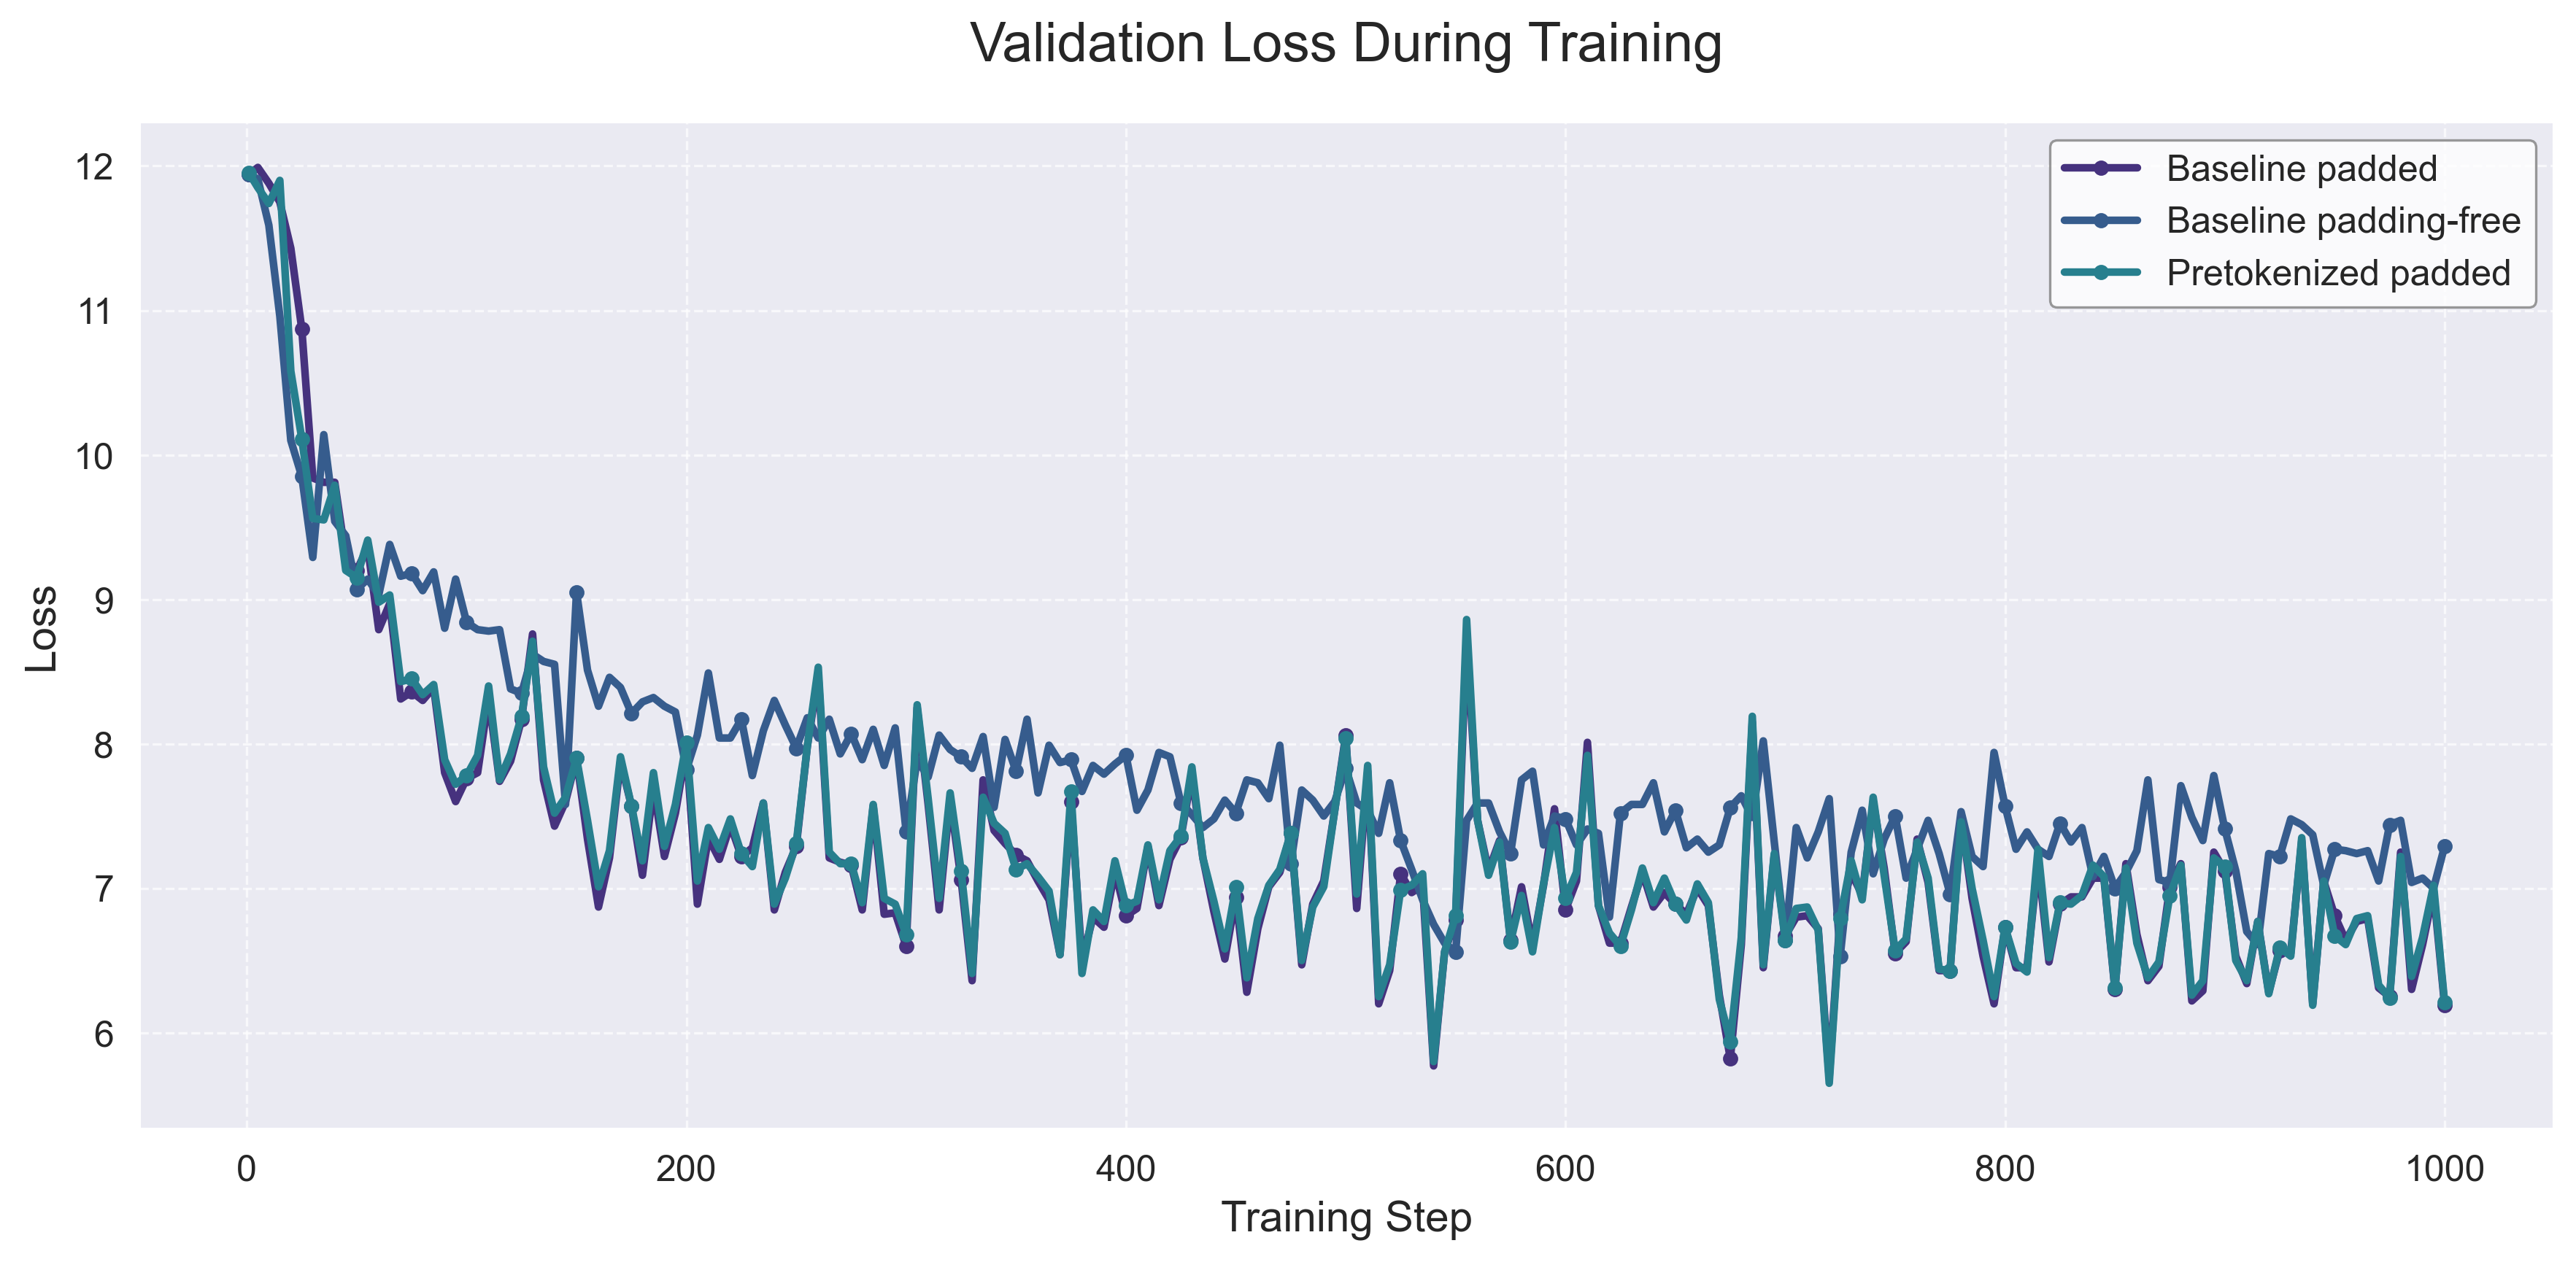 Validation Loss During Training
Baseline padded
Baseline padding-free
Pretokenized padded
Loss
12
11
10
9
8
7
6
0
200
400
600
800
1000
Training Step